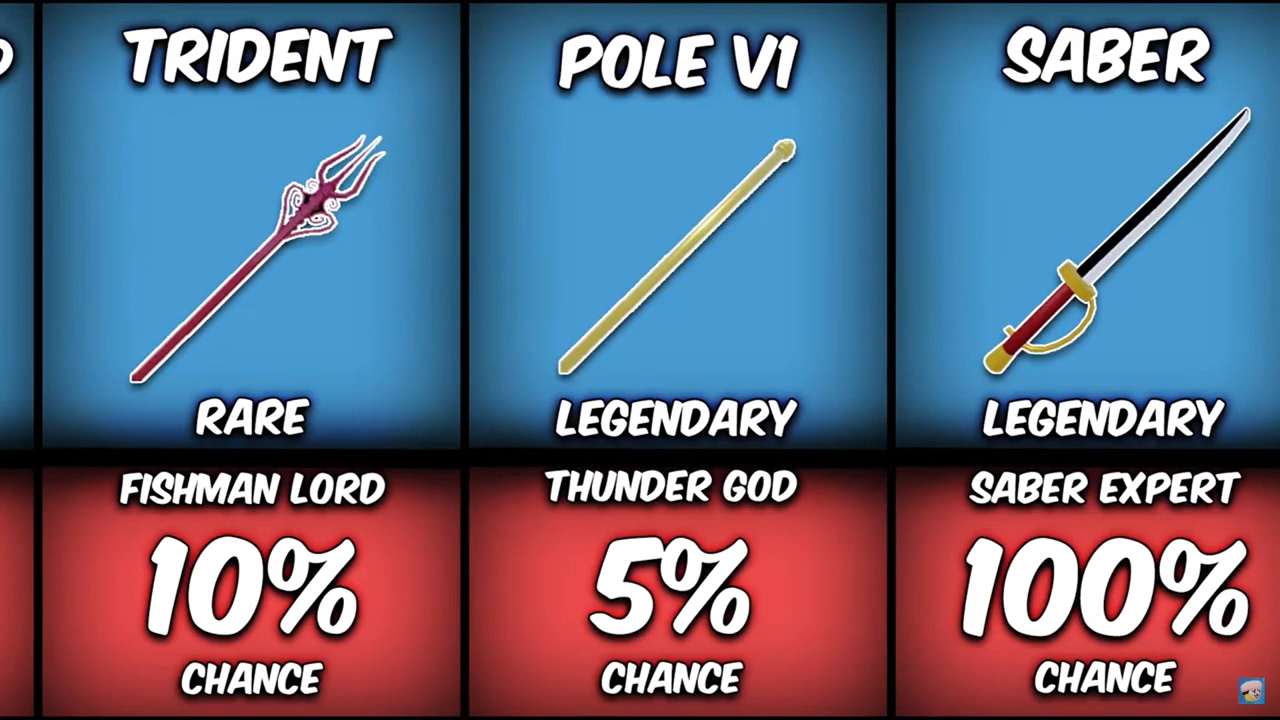 TRIDENT
RARE
FISHMAN LORD
10%
CHANCE
POLE V1
LEGENDARY
THUNDER GOD
5%
CHANCE
SABER
LEGENDARY
SABER EXPERT
100%
CHANCE